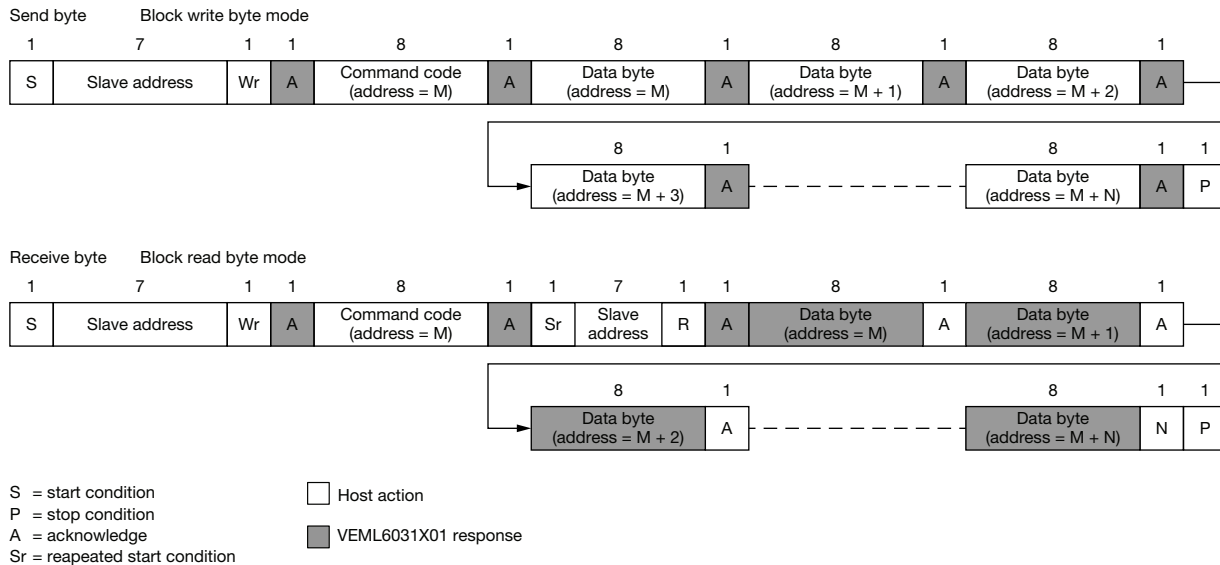 Send byte Block write byte mode
1 7 1 1 8 1 8 1 8 1 8 1
S Slave address Wr A Command code (address = M) A Data byte (address = M) A Data byte (address = M + 1) A Data byte (address = M + 2) A
8 1 8 1 1
Data byte (address = M + 3) A Data byte (address = M + N) A P
Receive byte Block read byte mode
1 7 1 1 8 1 1 7 1 1 8 1 8 1
S Slave address Wr A Command code (address = M) A Sr Slave address R A Data byte (address = M) A Data byte (address = M + 1) A
8 1 8 1 1
Data byte (address = M + 2) A Data byte (address = M + N) N P
S = start condition
P = stop condition
A = acknowledge
Sr = reapeated start condition
Host action
VEML6031X01 response